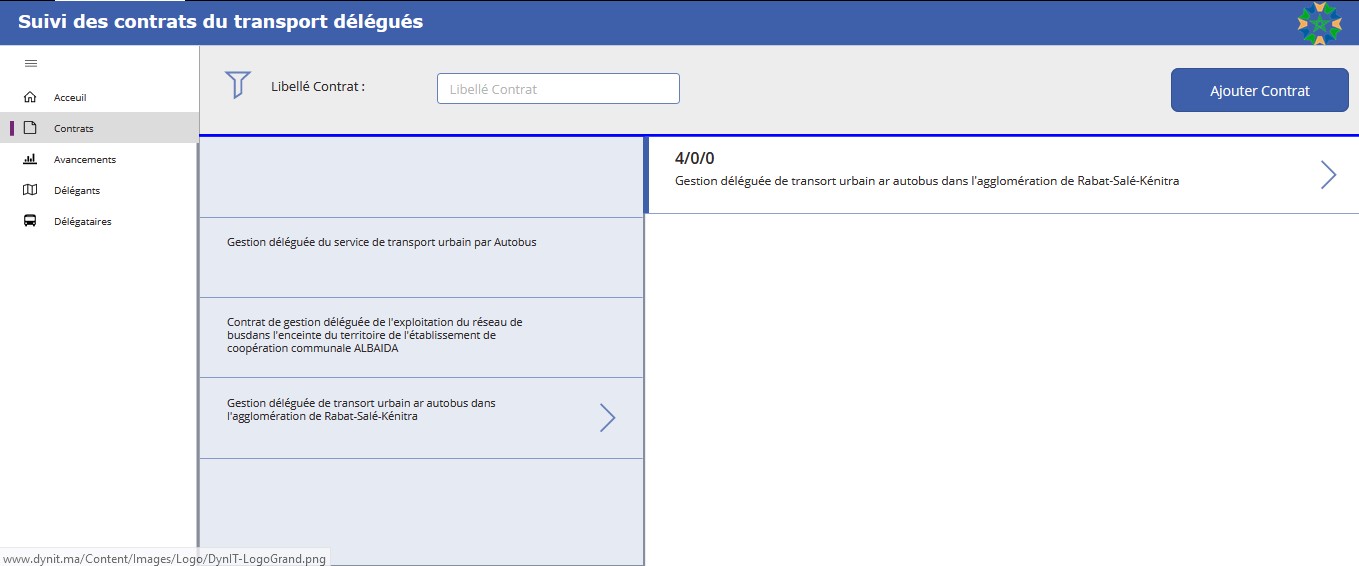 Suivi des contrats du transport délégués
Libellé Contrat :
Libellé Contrat
Ajouter Contrat
Acceuil
Contrats
Avancements
Délégants
Délégataires
Gestion déléguée du service de transport urbain par Autobus
Contrat de gestion déléguée de l'exploitation du réseau de
busdans l'enceinte du territoire de l'établissement de
coopération communale ALBAIDA
Gestion déléguée de transort urbain ar autobus dans
l'agglomération de Rabat-Salé-Kénitra
4/0/0
Gestion déléguée de transort urbain ar autobus dans l'agglomération de Rabat-Salé-Kénitra
www.dynit.ma/Content/Images/Logo/DynIT-LogoGrand.png